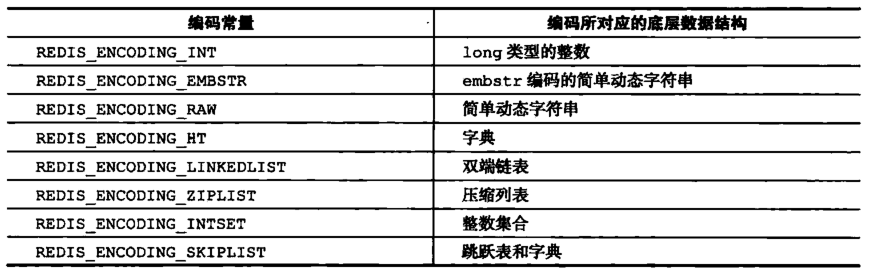 编码常量 编码所对应的底层数据结构
REDIS_ENCODING_INT long 类型的整数
REDIS_ENCODING_EMBSTR embstr 编码的简单动态字符串
REDIS_ENCODING_RAW 简单动态字符串
REDIS_ENCODING_HT 字典
REDIS_ENCODING_LINKEDLIST 双端链表
REDIS_ENCODING_ZIPLIST 压缩列表
REDIS_ENCODING_INTSET 整数集合
REDIS_ENCODING_SKIPLIST 跳跃表和字典